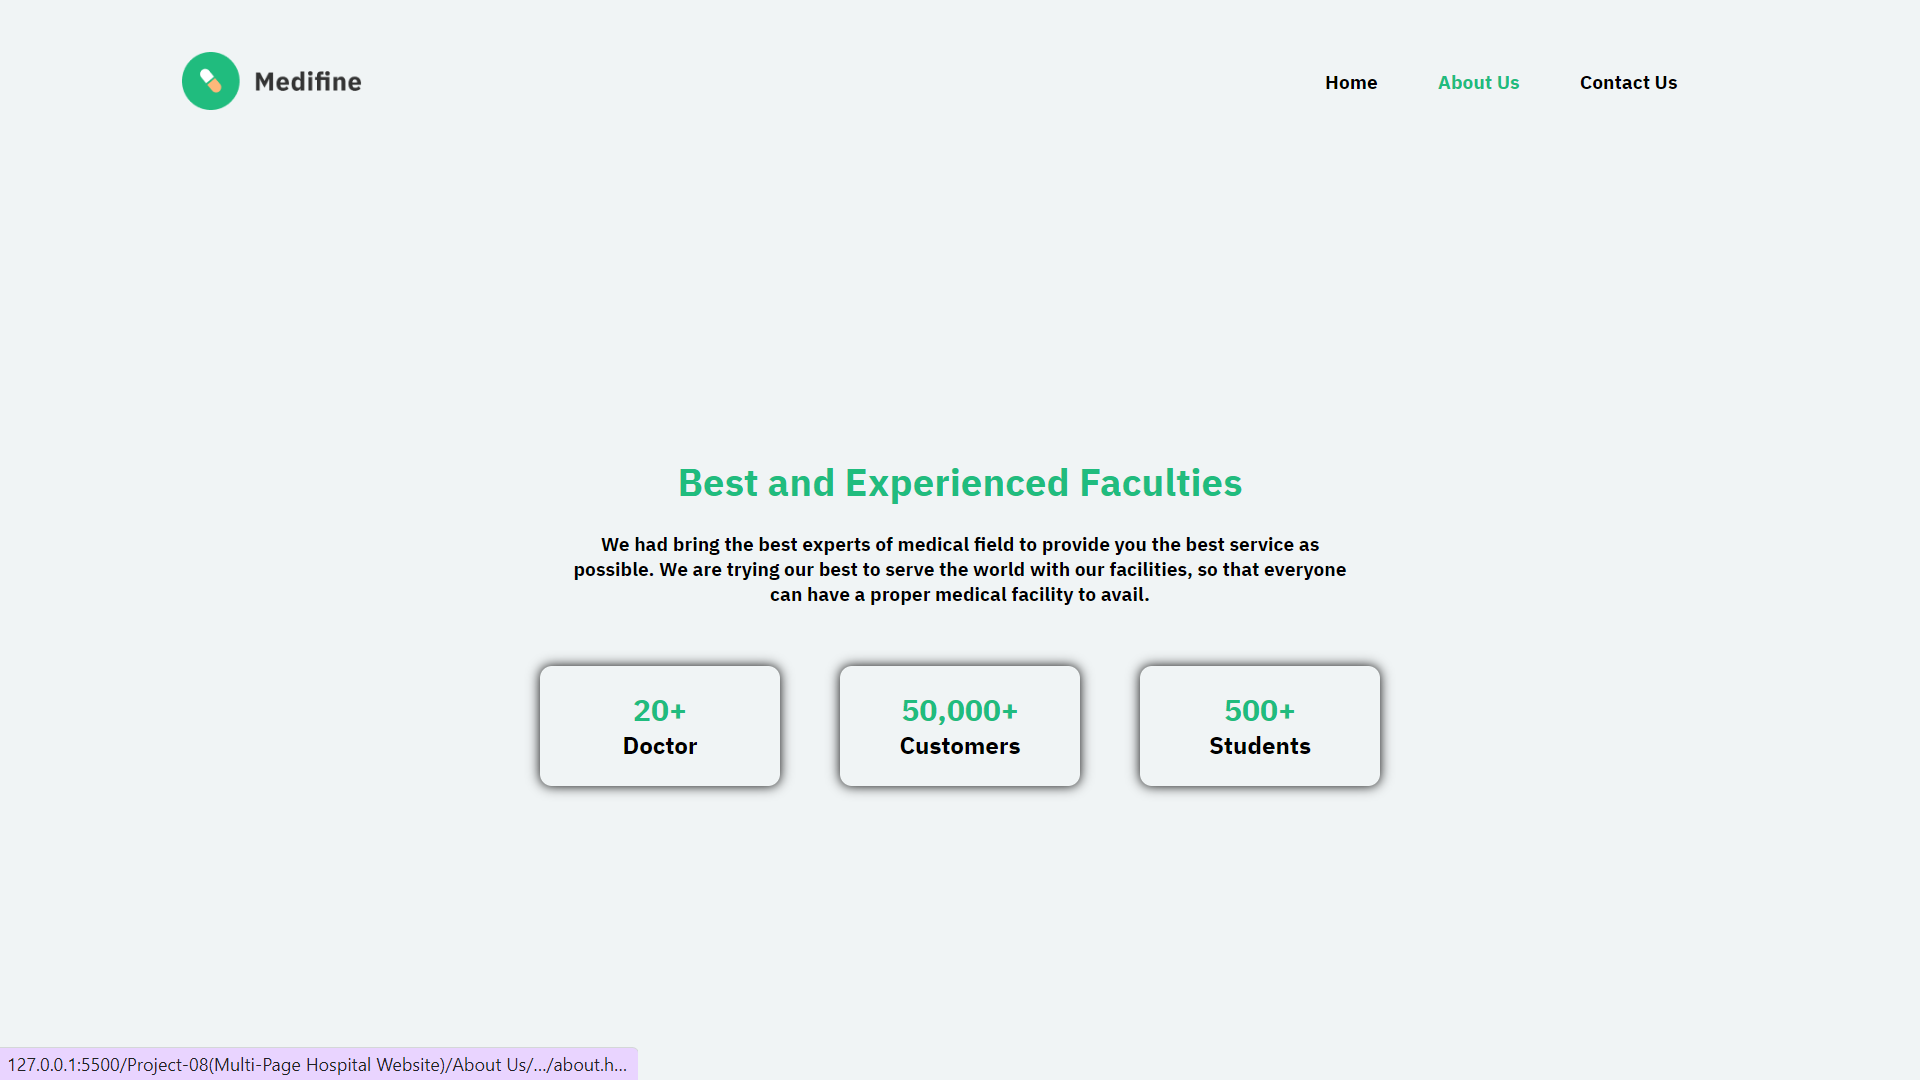 Medifine
Home
About Us
Contact Us
Best and Experienced Faculties
We had bring the best experts of medical field to provide you the best service as
possible. We are trying our best to serve the world with our facilities, so that everyone
can have a proper medical facility to avail.
20+
Doctor
50,000+
Customers
500+
Students
127.0.0.1:5500/Project-08(Multi-Page Hospital Website)/About Us/.../about.h...